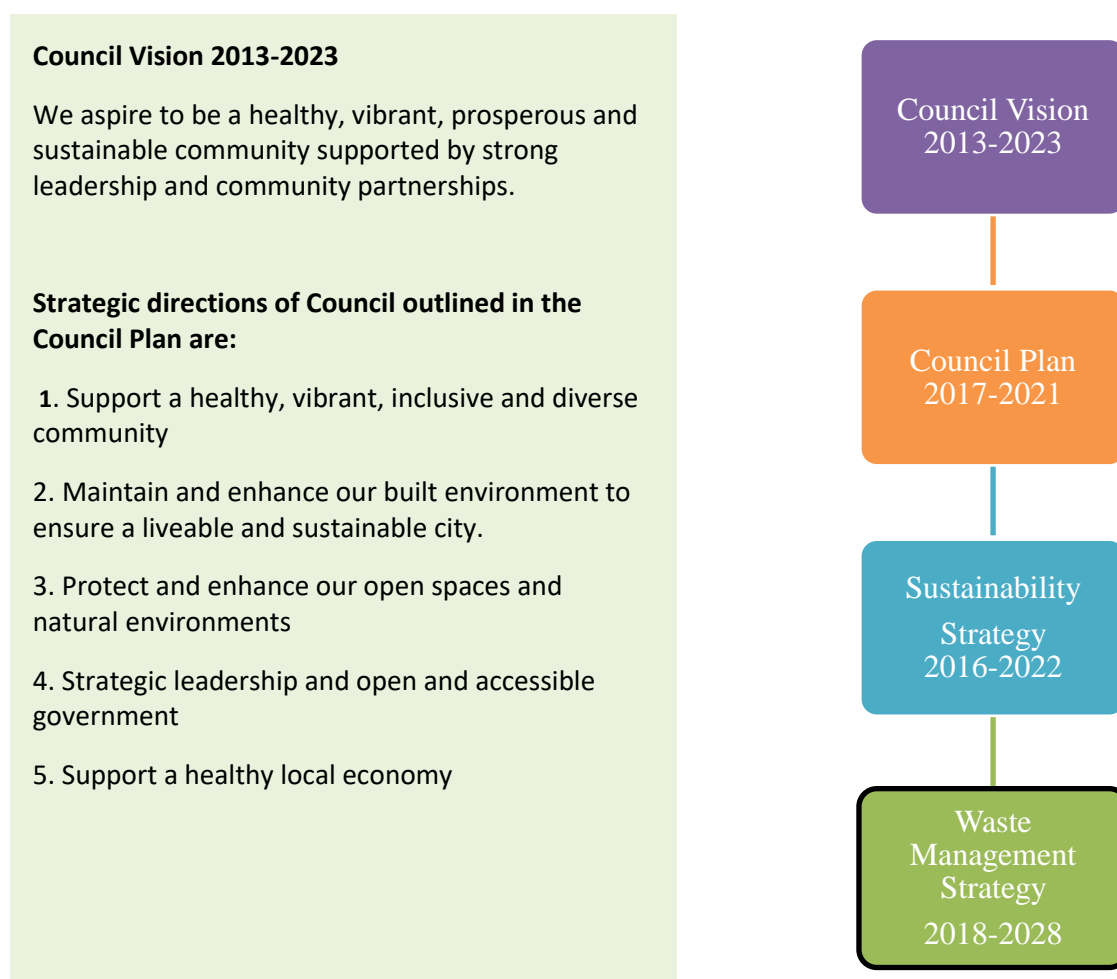 Council Vision 2013-2023
We aspire to be a healthy, vibrant, prosperous and
sustainable community supported by strong
leadership and community partnerships.
Strategic directions of Council outlined in the
Council Plan are:
1. Support a healthy, vibrant, inclusive and diverse
community
2. Maintain and enhance our built environment to
ensure a liveable and sustainable city.
3. Protect and enhance our open spaces and
natural environments
4. Strategic leadership and open and accessible
government
5. Support a healthy local economy
Council Vision
2013-2023
Council Plan
2017-2021
Sustainability
Strategy
2016-2022
Waste
Management
Strategy
2018-2028